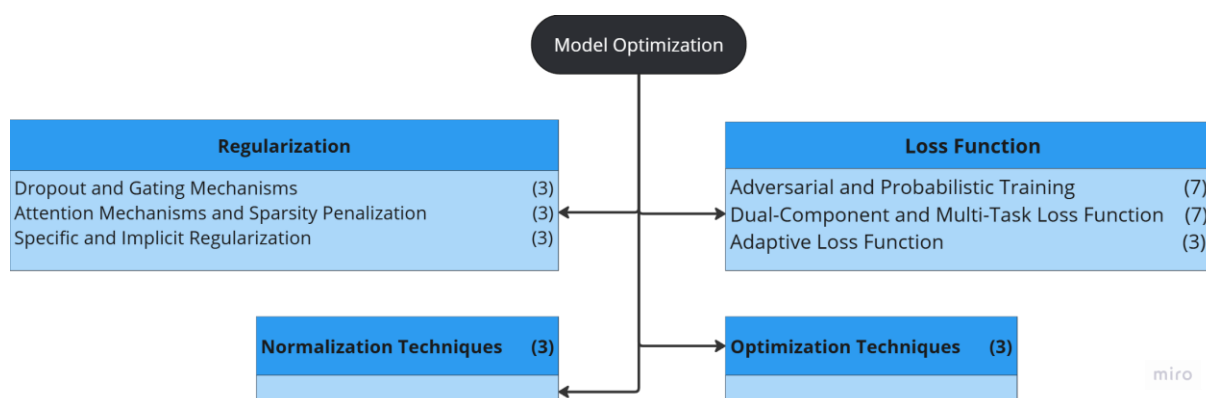 Model Optimization
Regularization
Dropout and Gating Mechanisms (3)
Attention Mechanisms and Sparsity Penalization (3)
Specific and Implicit Regularization (3)
Loss Function
Adversarial and Probabilistic Training (7)
Dual-Component and Multi-Task Loss Function (7)
Adaptive Loss Function (3)
Normalization Techniques (3)
Optimization Techniques (3)
miro